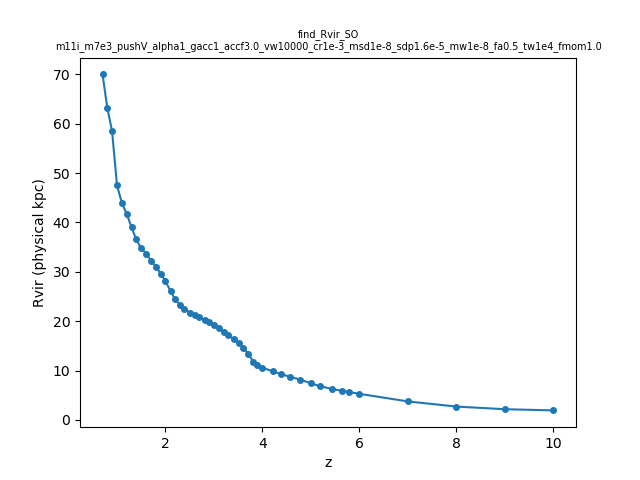 find_Rvir_SO
m11i_m7e3_pushV_alpha1_gacc1_accf3.0_vw10000_cr1e-3_msd1e-8_sdp1.6e-5_mw1e-8_fa0.5_tw1e4_fmom1.0
70
60
50
40
30
20
10
0
Rvir (physical kpc)
2 4 6 8 10
z